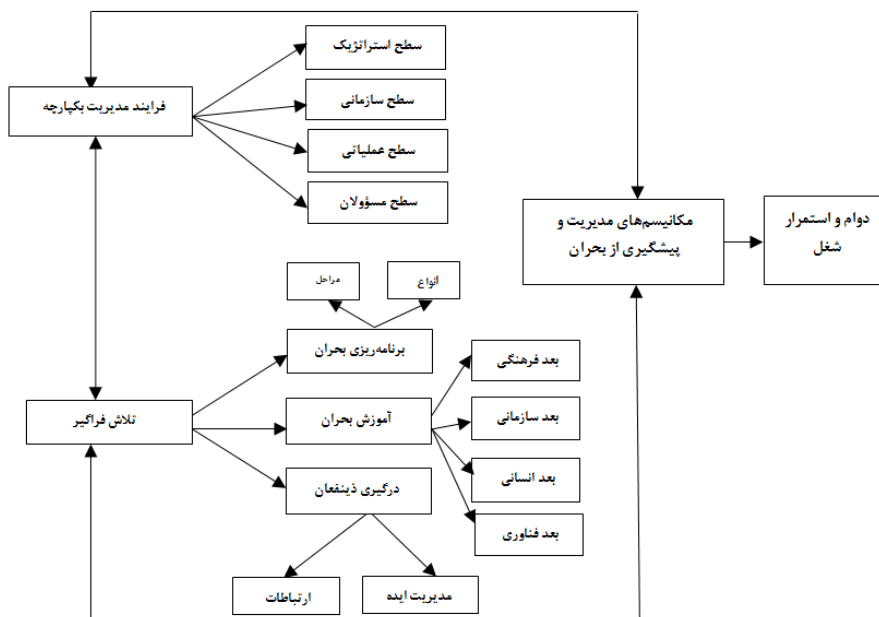 سطح استراتژیک
فرایند مدیریت یکپارچه
سطح سازمانی
سطح عملیاتی
سطح مسؤولان
مکانیسم‌های مدیریت و
پیشگیری از بحران
دوام و استمرار
شغل
مراحل
انواع
برنامه‌ریزی بحران
بعد فرهنگی
تلاش فراگیر
آموزش بحران
بعد سازمانی
بعد انسانی
درگیری ذینفعان
بعد فناوری
مدیریت ایده
ارتباطات